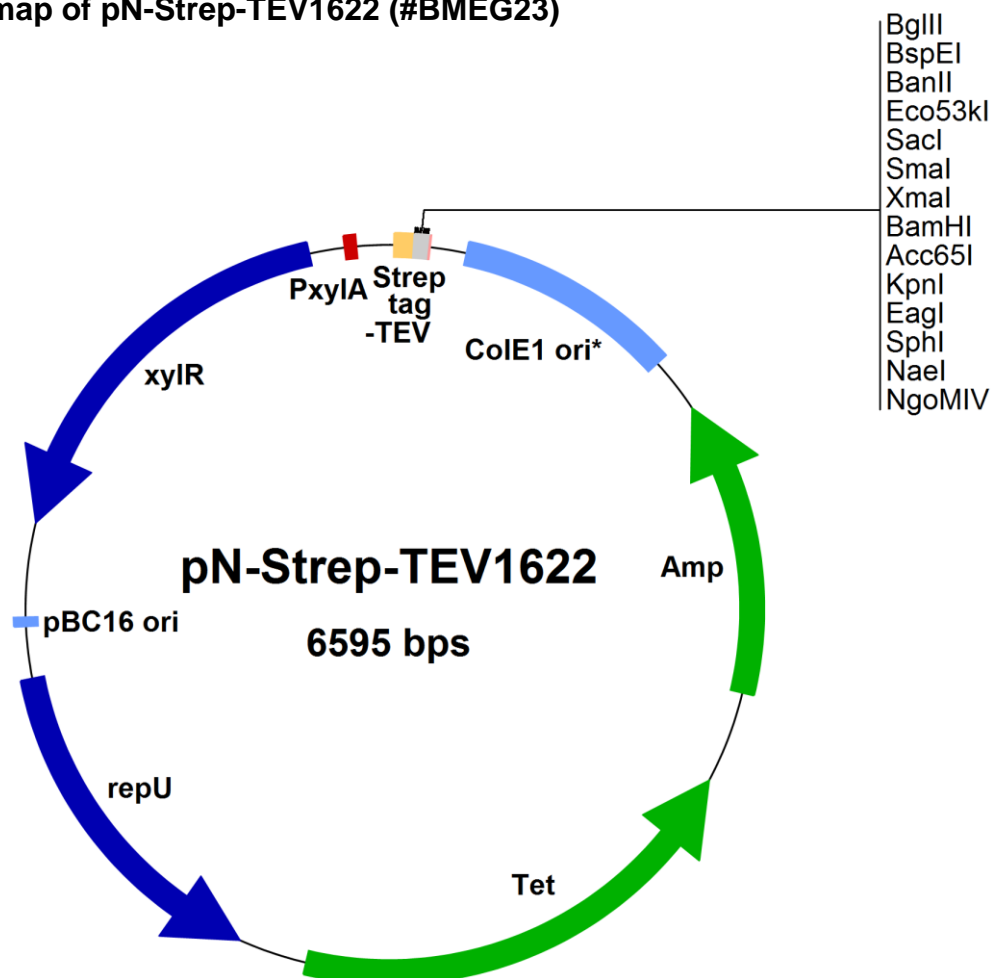 map of pN-Strep-TEV1622 (#BMEG23)
BglII
BspEI
BanII
Eco53kI
SacI
SmaI
XmaI
BamHI
Acc65I
KpnI
EagI
SphI
NaeI
NgoMIV
PxylA
Strep
tag
-TEV
ColE1 ori*
xylR
pN-Strep-TEV1622
6595 bps
Amp
pBC16 ori
repU
Tet